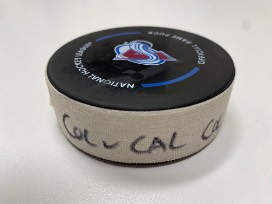 NATIONAL HOCKEY LEAGUE
OFFICIAL GAME PUCK
COL v CAL